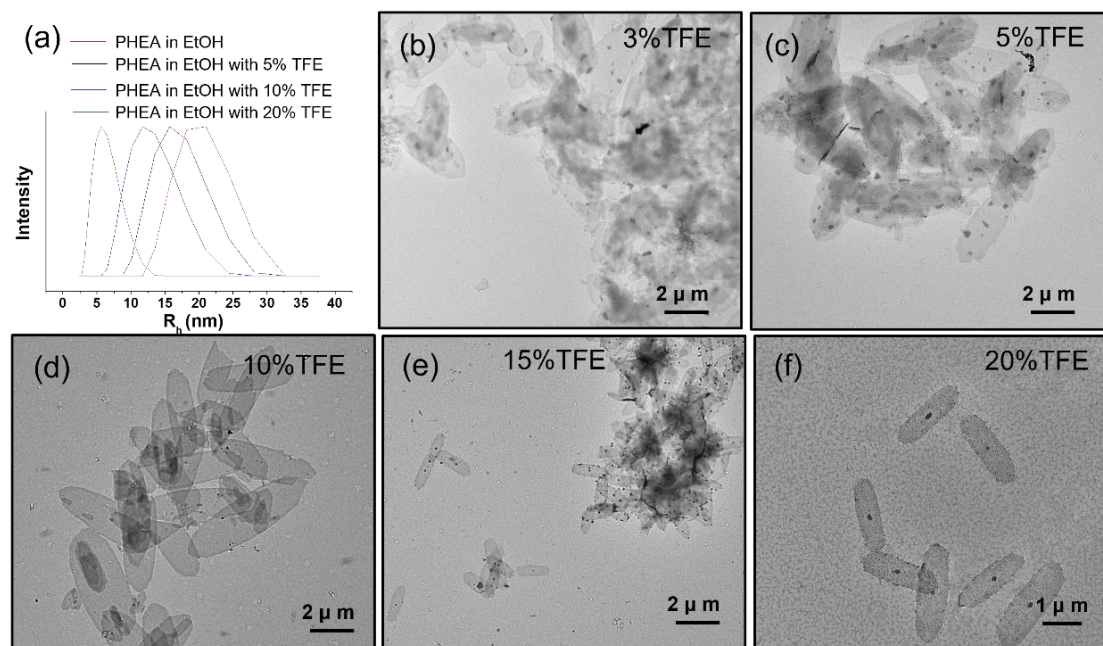 (a)
PHEA in EtOH
PHEA in EtOH with 5% TFE
PHEA in EtOH with 10% TFE
PHEA in EtOH with 20% TFE
Intensity
0 5 10 15 20 25 30 35 40
Rh (nm)
(b) 3%TFE
2 μ m
(c) 5%TFE
2 μ m
(d) 10%TFE
2 μ m
(e) 15%TFE
2 μ m
(f) 20%TFE
1 μ m